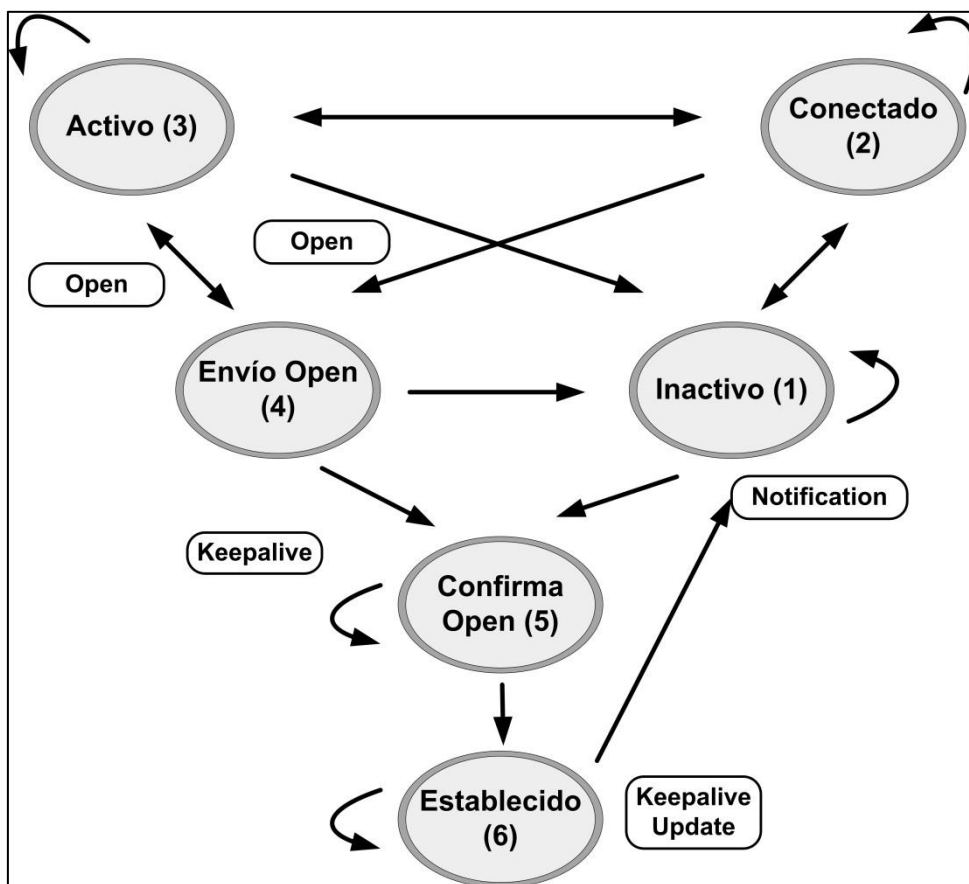 Activo (3)
Conectado
(2)
Open
Open
Envío Open
(4)
Inactivo (1)
Notification
Keepalive
Confirma
Open (5)
Establecido
(6)
Keepalive
Update